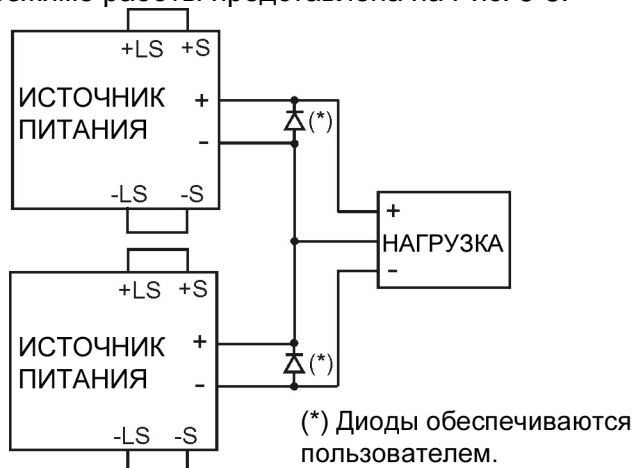 +LS +S
ИСТОЧНИК
ПИТАНИЯ
+
-
-LS -S
(*)
+
НАГРУЗКА
-
+LS +S
ИСТОЧНИК
ПИТАНИЯ
+
-
-LS -S
(*)
(*) Диоды обеспечиваются
пользователем.